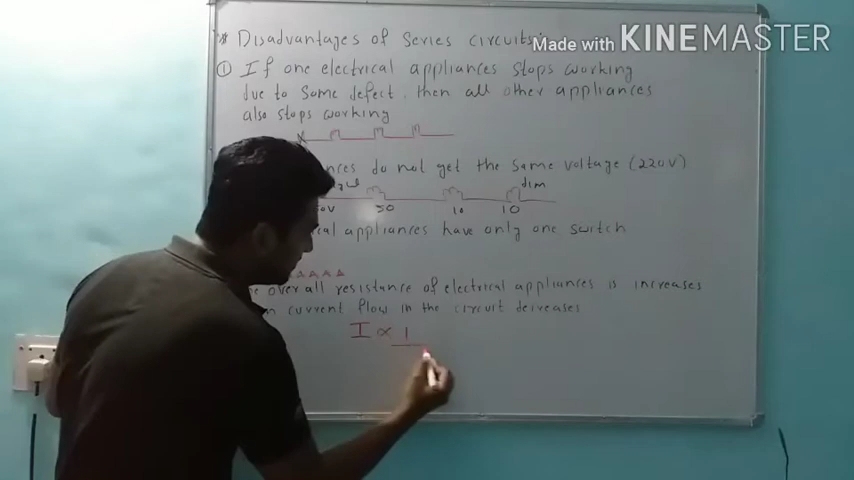 * Disadvantages of Series circuits:
Made with KINEMASTER
① If one electrical appliances stops working
due to some defect. then all other appliances
also stops working
do not get the same voltage (220v)
dim
50 10 10
appliances have only one switch
overall resistance of electrical appliances is increases
current flow in the circuit decreases
I ∝ 1